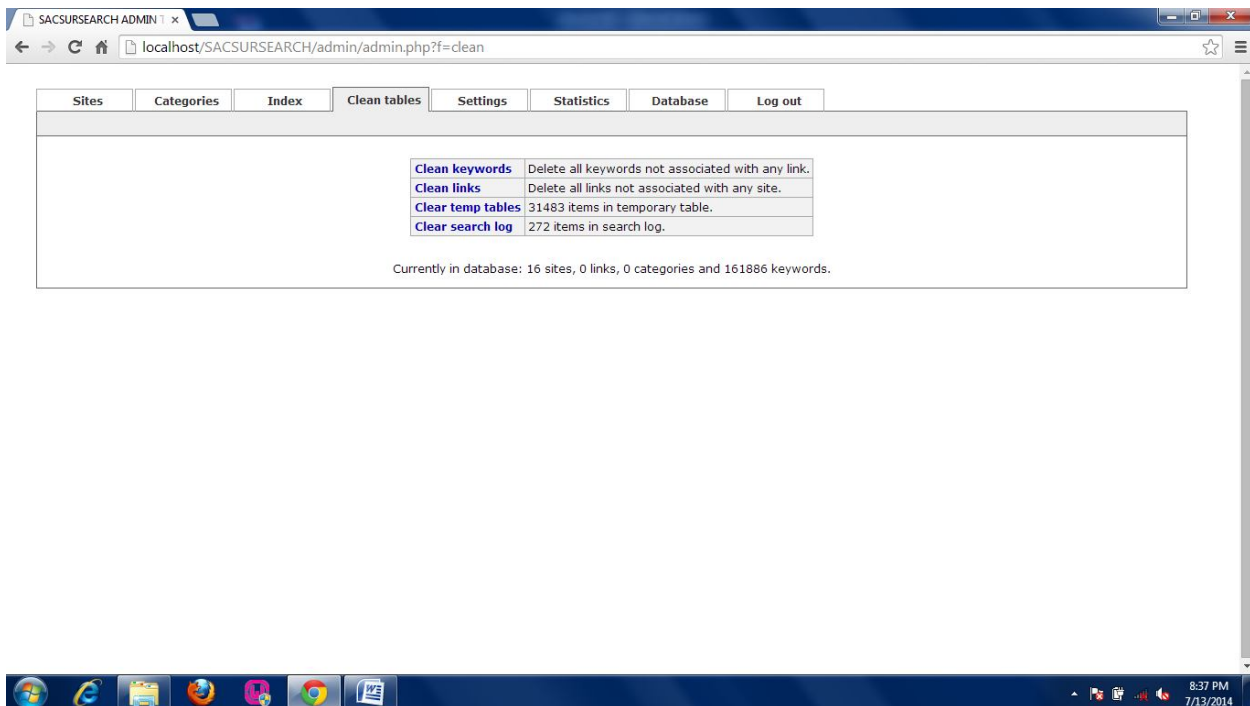 SACSURSEARCH ADMIN T
localhost/SACSURSEARCH/admin/admin.php?f=clean
Sites Categories Index Clean tables Settings Statistics Database Log out
Clean keywords Delete all keywords not associated with any link.
Clean links Delete all links not associated with any site.
Clear temp tables 31483 items in temporary table.
Clear search log 272 items in search log.
Currently in database: 16 sites, 0 links, 0 categories and 161886 keywords.
8:37 PM
7/13/2014